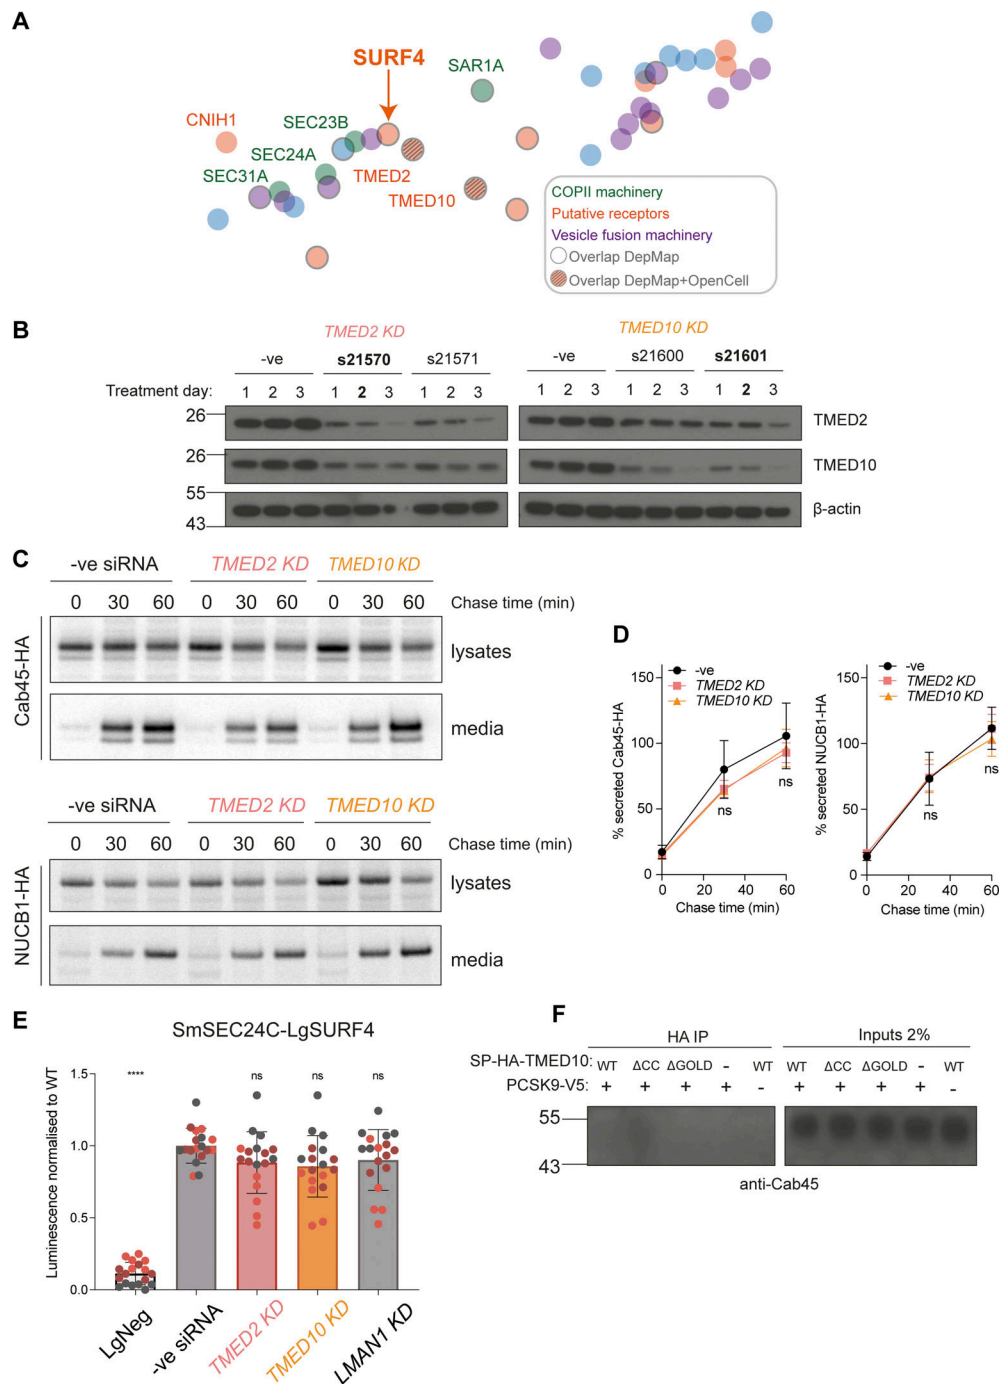 A
SURF4
SAR1A
CNIH1
SEC23B
SEC24A
SEC31A
TMED2
TMED10
COPII machinery
Putative receptors
Vesicle fusion machinery
Overlap DepMap
Overlap DepMap+OpenCell
B
TMED2 KD
TMED10 KD
-ve s21570 s21571 -ve s21600 s21601
Treatment day: 1 2 3 1 2 3 1 2 3 1 2 3 1 2 3 1 2 3
26 TMED2
26 TMED10
55
43 β-actin
C
-ve siRNA TMED2 KD TMED10 KD
0 30 60 0 30 60 0 30 60 Chase time (min)
Cab45-HA
lysates
media
-ve siRNA TMED2 KD TMED10 KD
0 30 60 0 30 60 0 30 60 Chase time (min)
NUCB1-HA
lysates
media
D
-ve
TMED2 KD
TMED10 KD
% secreted Cab45-HA
150
100
50
0
ns
ns
0 20 40 60
Chase time (min)
-ve
TMED2 KD
TMED10 KD
% secreted NUCB1-HA
150
100
50
0
ns
ns
0 20 40 60
Chase time (min)
E
SmSEC24C-LgSURF4
Luminescence normalised to WT
1.5
1.0
0.5
0.0
**** ns ns ns
LgNeg
-ve siRNA
TMED2 KD
TMED10 KD
LMAN1 KD
F
HA IP Inputs 2%
SP-HA-TMED10: WT ΔCC ΔGOLD - WT WT ΔCC ΔGOLD - WT
PCSK9-V5: + + + + - + + + + -
55
43
anti-Cab45